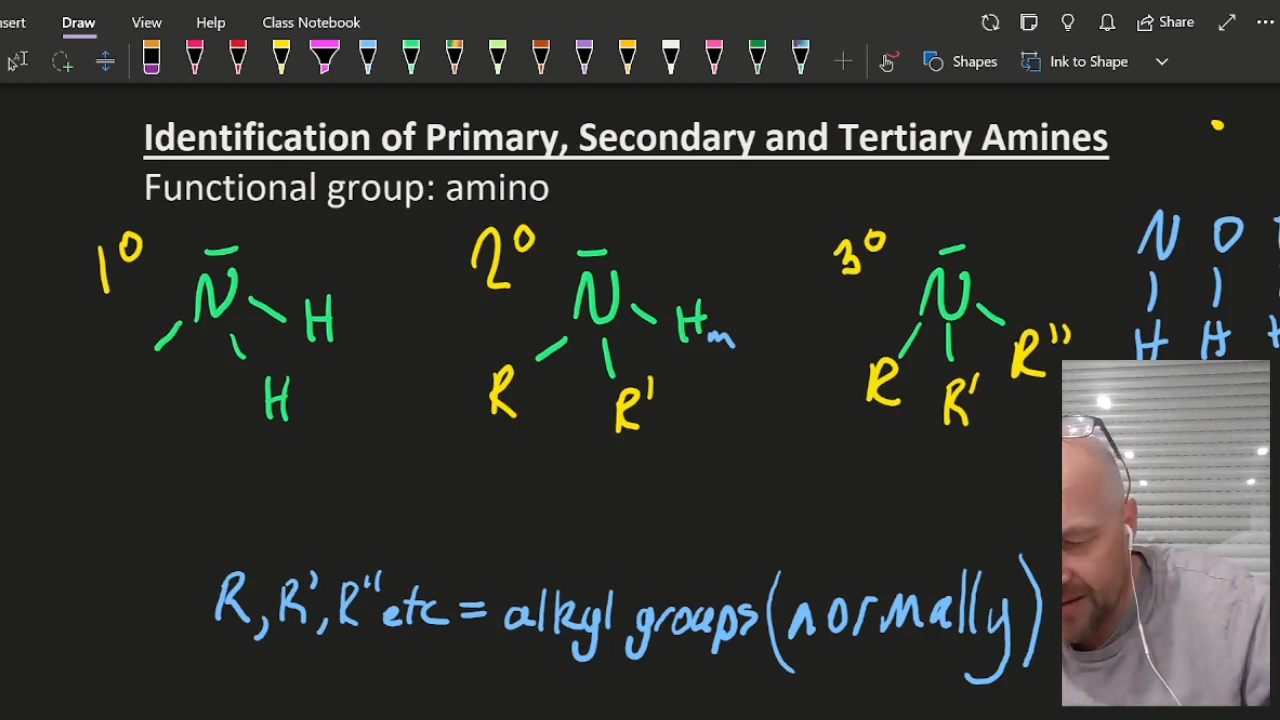 nsert Draw View Help Class Notebook Share
Shapes Ink to Shape
Identification of Primary, Secondary and Tertiary Amines
Functional group: amino
1° 2° 3°
N N N N O
H H m
H H
R R' R R' R"
H
R, R', R" etc = alkyl groups (normally)